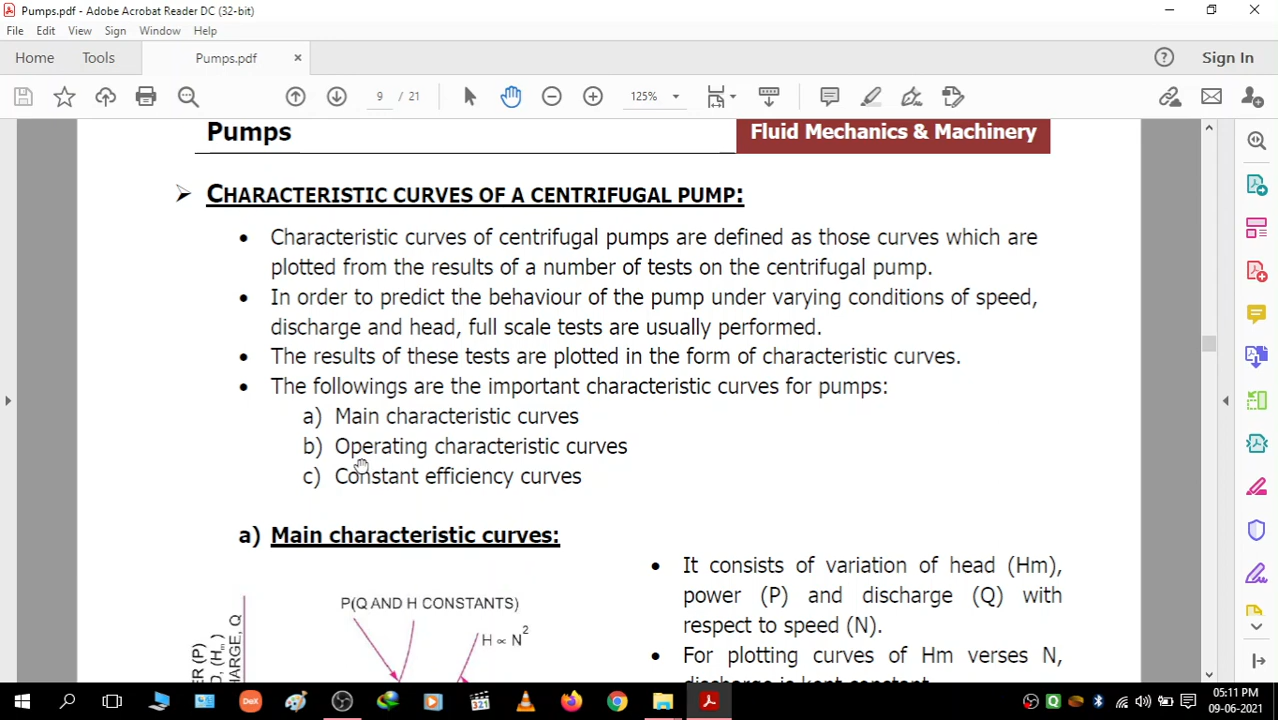 Pumps.pdf - Adobe Acrobat Reader DC (32-bit)
File Edit View Sign Window Help
Home Tools Pumps.pdf × Sign In
9 / 21 125%
Pumps Fluid Mechanics & Machinery
➢ CHARACTERISTIC CURVES OF A CENTRIFUGAL PUMP:
• Characteristic curves of centrifugal pumps are defined as those curves which are
plotted from the results of a number of tests on the centrifugal pump.
• In order to predict the behaviour of the pump under varying conditions of speed,
discharge and head, full scale tests are usually performed.
• The results of these tests are plotted in the form of characteristic curves.
• The followings are the important characteristic curves for pumps:
a) Main characteristic curves
b) Operating characteristic curves
c) Constant efficiency curves
a) Main characteristic curves:
• It consists of variation of head (Hm),
power (P) and discharge (Q) with
respect to speed (N).
• For plotting curves of Hm verses N,
discharge is kept constant.
P(Q AND H CONSTANTS)
H ∝ N²
05:11 PM
09-06-2021